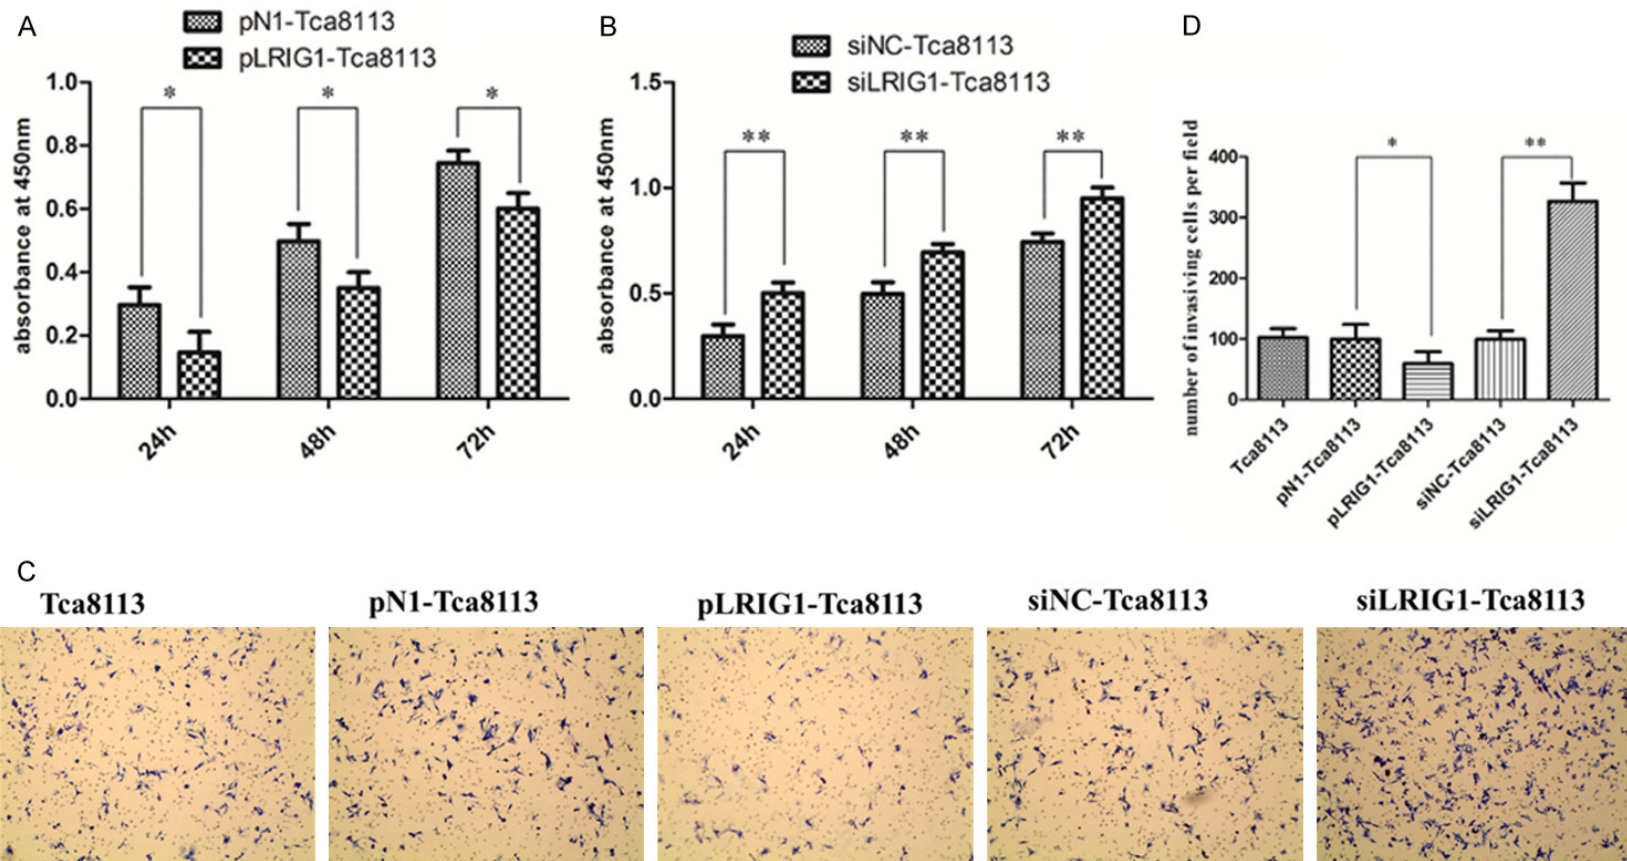 A
pN1-Tca8113
pLRIG1-Tca8113
1.0
0.8
0.6
0.4
0.2
0.0
absorbance at 450nm
*
*
*
24h
48h
72h
B
siNC-Tca8113
siLRIG1-Tca8113
1.5
1.0
0.5
0.0
absorbance at 450nm
**
**
**
24h
48h
72h
D
number of invasiving cells per field
400
300
200
100
0
*
**
Tca8113
pN1-Tca8113
pLRIG1-Tca8113
siNC-Tca8113
siLRIG1-Tca8113
C
Tca8113
pN1-Tca8113
pLRIG1-Tca8113
siNC-Tca8113
siLRIG1-Tca8113